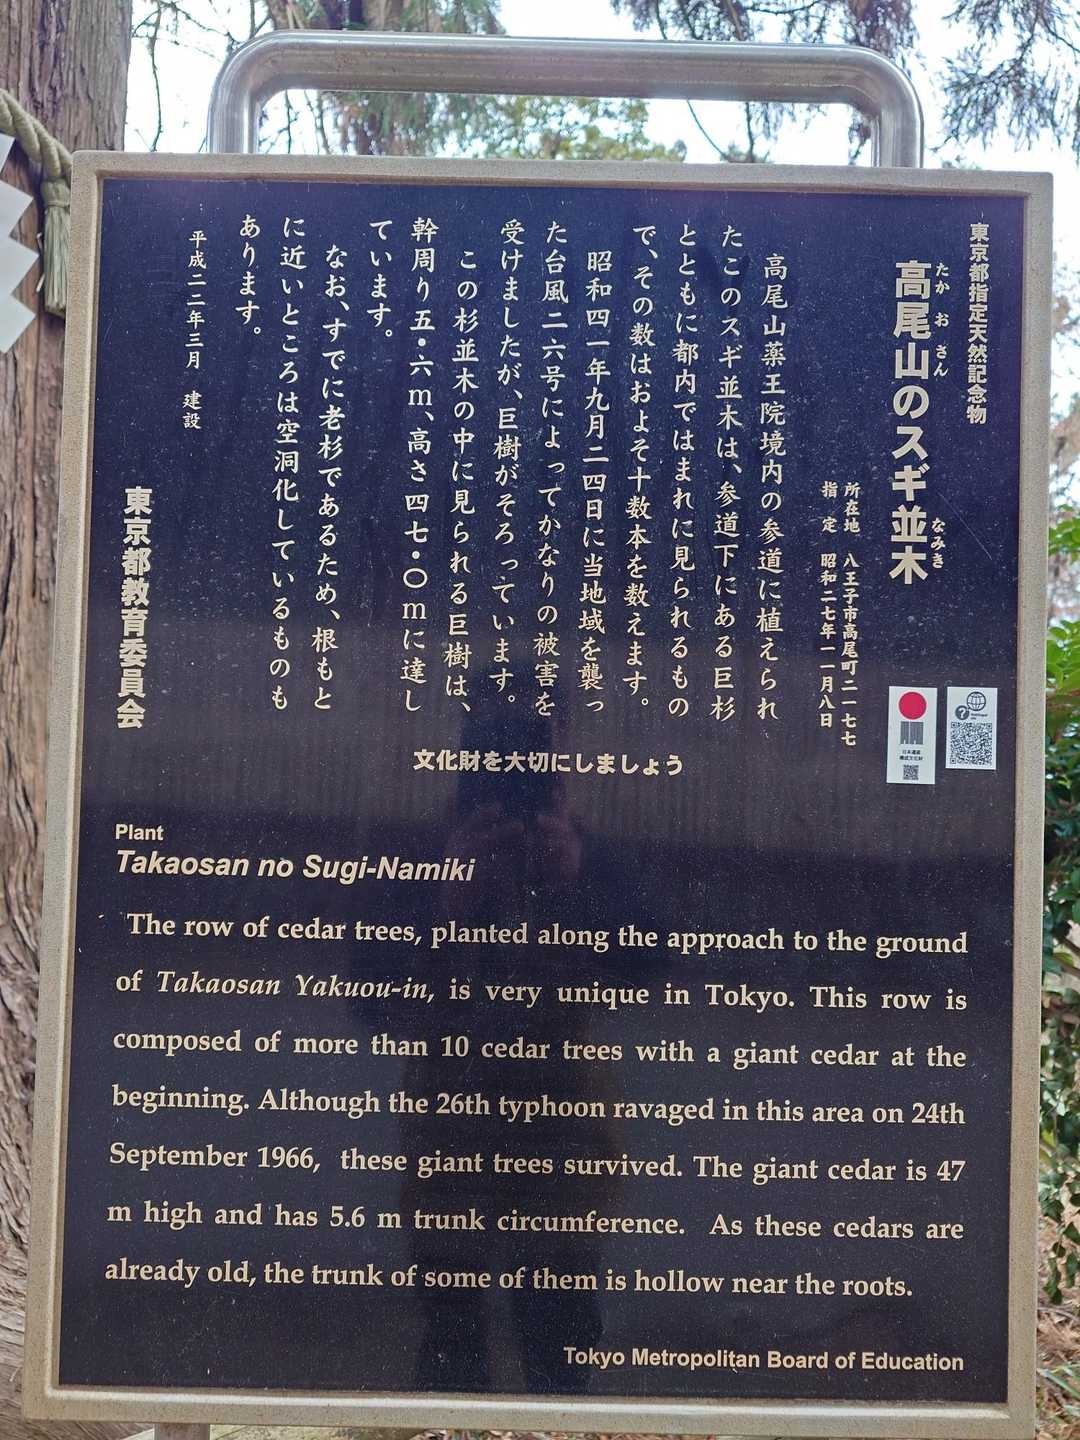 東京都指定天然記念物
高尾山のスギ並木
たかおさん
なみき
所在地 八王子市高尾町二一七七
指定 昭和二七年一一月八日
高尾山薬王院境内の参道に植えられ
たこのスギ並木は、参道下にある巨杉
とともに都内ではまれに見られるもの
で、その数はおよそ十数本を数えます。
昭和四一年九月二四日に当地域を襲っ
た台風二六号によってかなりの被害を
受けましたが、巨樹がそろっています。
この杉並木の中に見られる巨樹は、
幹周り五・六m、高さ四七・〇mに達し
ています。
なお、すでに老杉であるため、根もと
に近いところは空洞化しているものも
あります。
平成二二年三月 建設
東京都教育委員会
文化財を大切にしましょう
日本遺産
構成文化財
Plant
Takaosan no Sugi-Namiki
The row of cedar trees, planted along the approach to the ground
of Takaosan Yakuou-in, is very unique in Tokyo. This row is
composed of more than 10 cedar trees with a giant cedar at the
beginning. Although the 26th typhoon ravaged in this area on 24th
September 1966, these giant trees survived. The giant cedar is 47
m high and has 5.6 m trunk circumference. As these cedars are
already old, the trunk of some of them is hollow near the roots.
Tokyo Metropolitan Board of Education